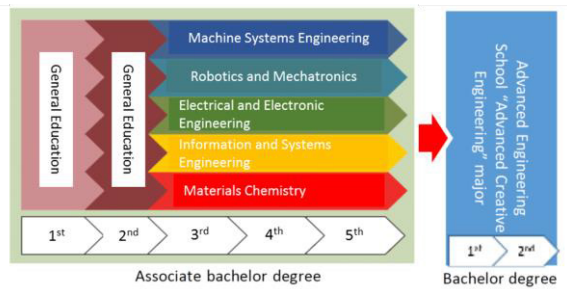 Machine Systems Engineering
Robotics and Mechatronics
Electrical and Electronic
Engineering
Information and Systems
Engineering
Materials Chemistry
General Education
General Education
1st
2nd
3rd
4th
5th
Associate bachelor degree
Advanced Engineering
School "Advanced Creative
Engineering" major
1st
2nd
Bachelor degree